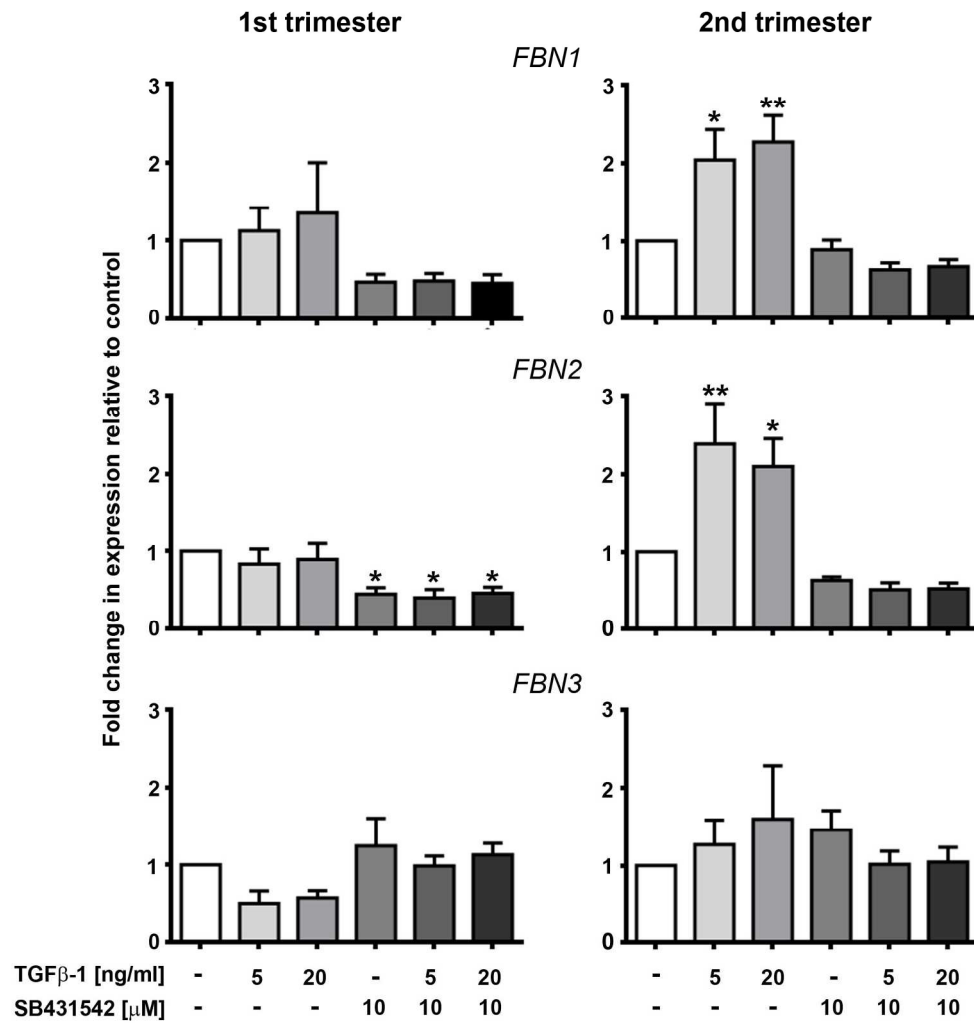 1st trimester 2nd trimester
FBN1
3 3
* **
2 2
1 1
0 0
FBN2
3 3
** *
2 2
1 1
* * *
0 0
FBN3
3 3
2 2
1 1
0 0
Fold change in expression relative to control
TGFβ-1 [ng/ml] - 5 20 - 5 20 - 5 20 - 5 20
SB431542 [μM] - - - 10 10 10 - - - 10 10 10